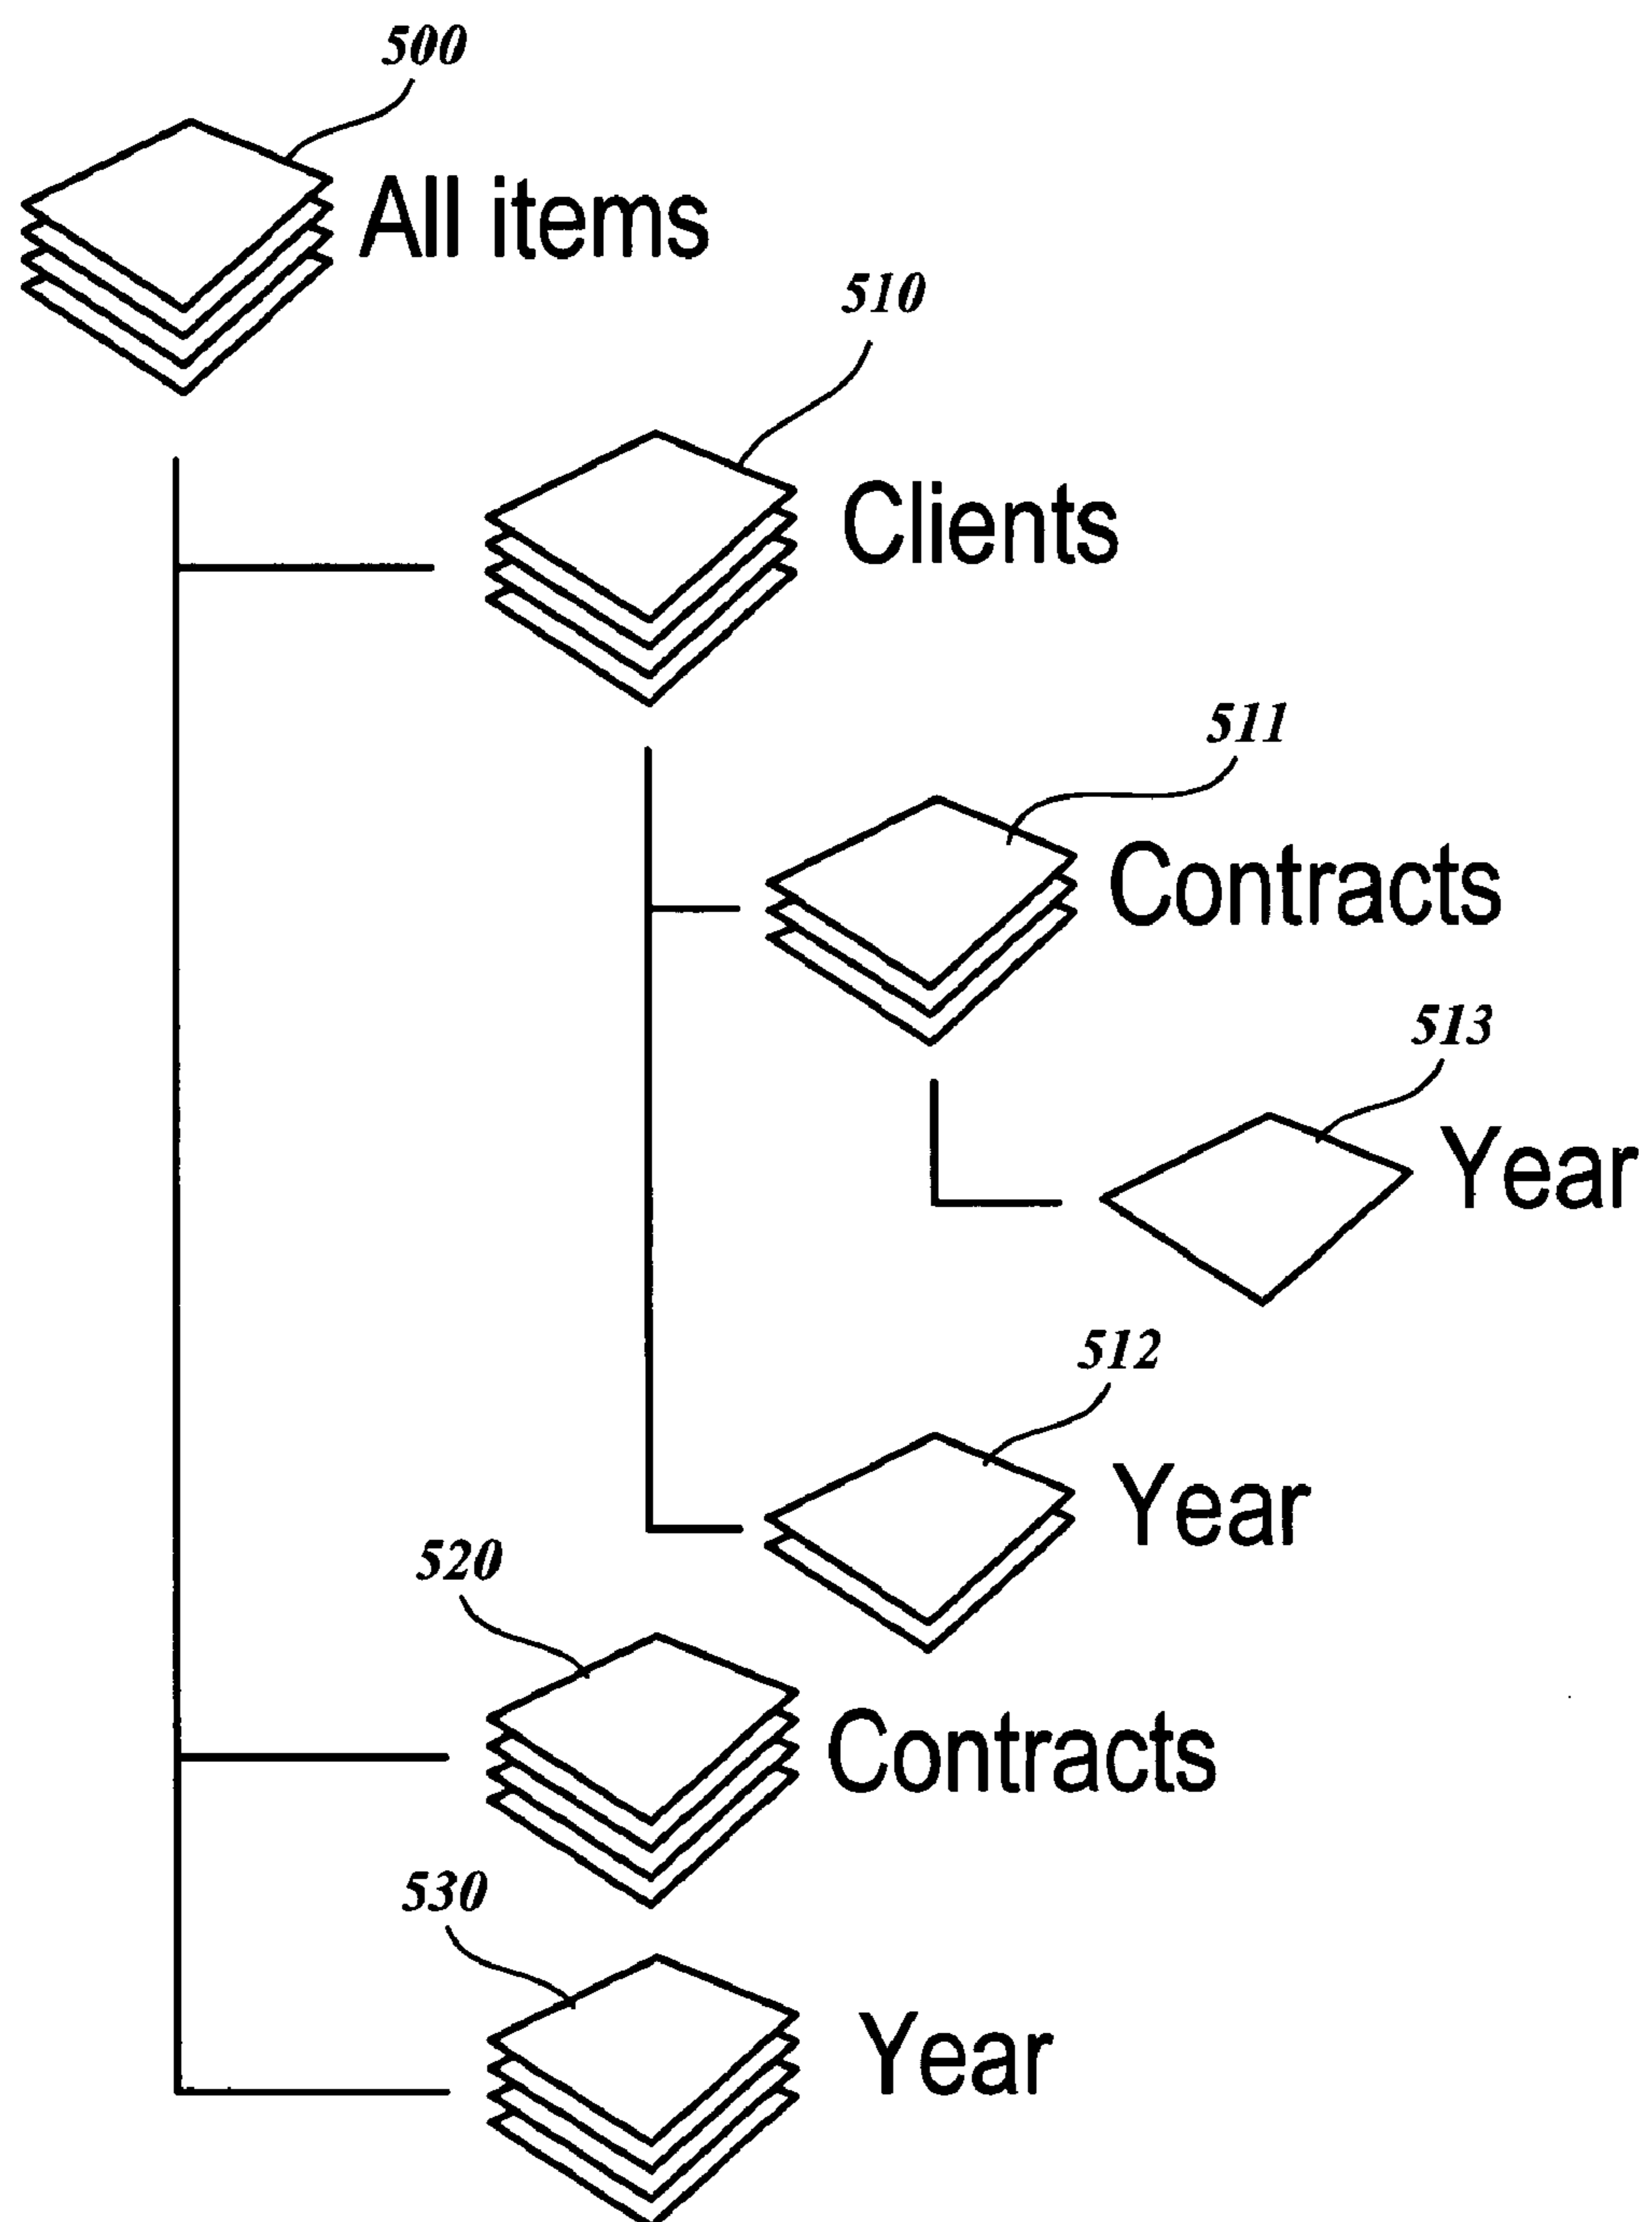 500
All items
510
Clients
511
Contracts
513
Year
512
Year
520
Contracts
530
Year